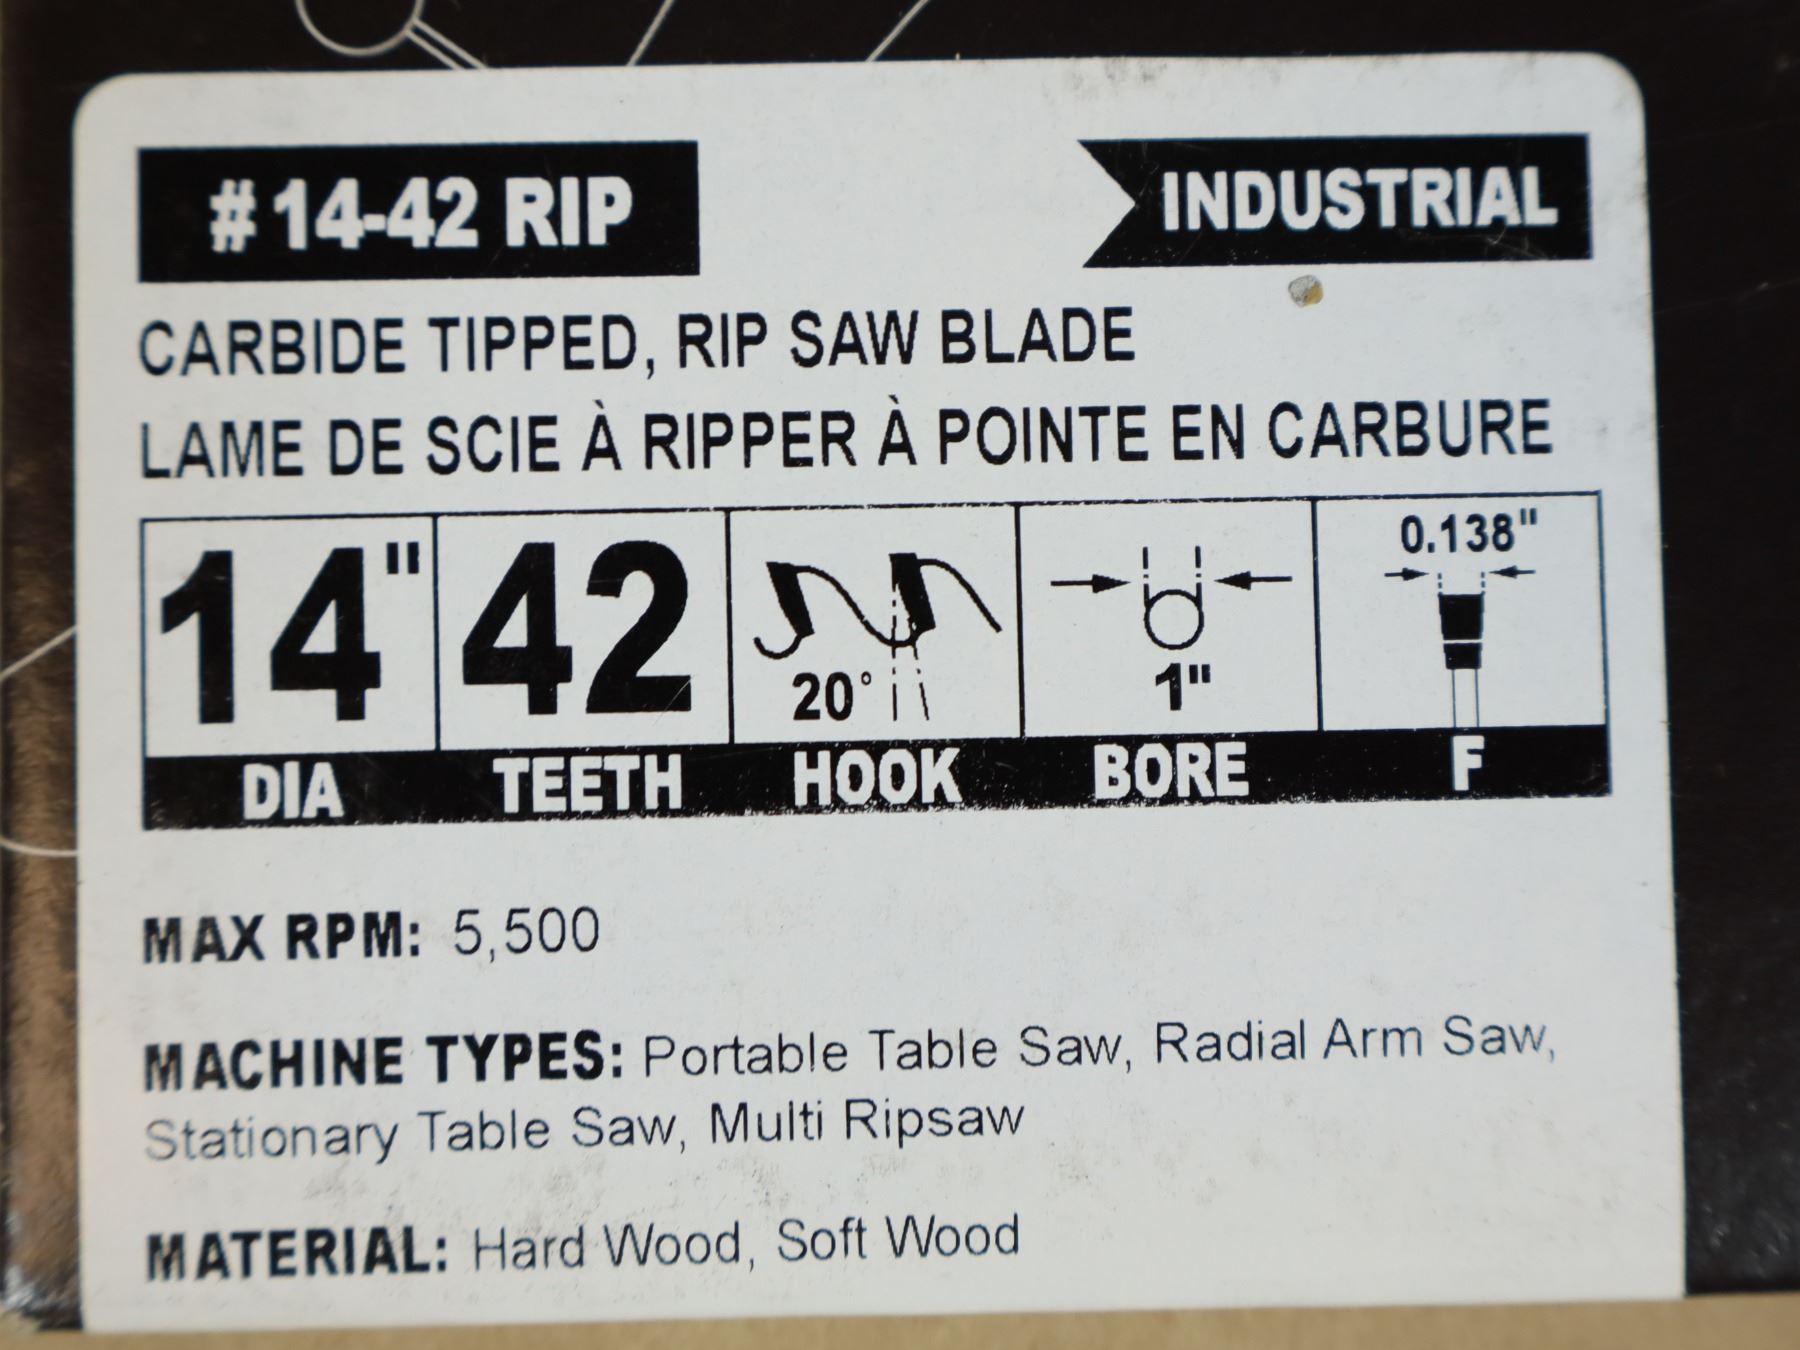 # 14-42 RIP
INDUSTRIAL
CARBIDE TIPPED, RIP SAW BLADE
LAME DE SCIE À RIPPER À POINTE EN CARBURE
14"
42
20°
1"
0.138"
DIA
TEETH
HOOK
BORE
F
MAX RPM: 5,500
MACHINE TYPES: Portable Table Saw, Radial Arm Saw,
Stationary Table Saw, Multi Ripsaw
MATERIAL: Hard Wood, Soft Wood